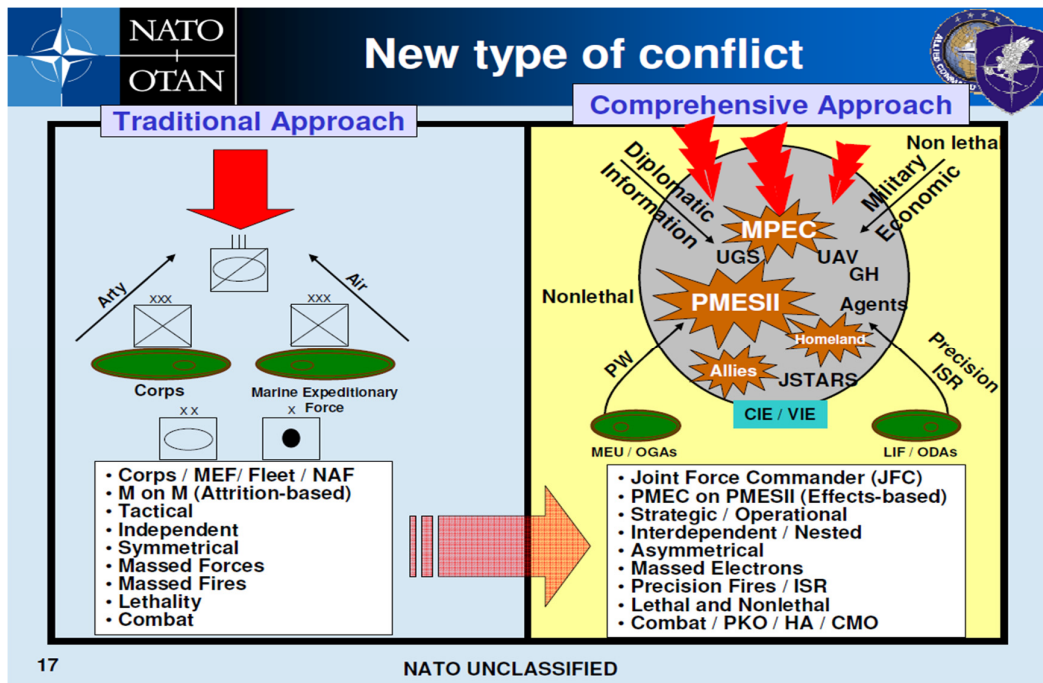 NATO
OTAN
New type of conflict
Traditional Approach
Arty
Air
xxx
xxx
Corps
Marine Expeditionary
Force
x x
x
• Corps / MEF/ Fleet / NAF
• M on M (Attrition-based)
• Tactical
• Independent
• Symmetrical
• Massed Forces
• Massed Fires
• Lethality
• Combat
Comprehensive Approach
Diplomatic
Information
Non lethal
Military
Economic
MPEC
UGS
UAV
GH
Nonlethal
PMESII
Agents
Homeland
Allies
JSTARS
PW
Precision
ISR
CIE / VIE
MEU / OGAs
LIF / ODAs
• Joint Force Commander (JFC)
• PMEC on PMESII (Effects-based)
• Strategic / Operational
• Interdependent / Nested
• Asymmetrical
• Massed Electrons
• Precision Fires / ISR
• Lethal and Nonlethal
• Combat / PKO / HA / CMO
17
NATO UNCLASSIFIED